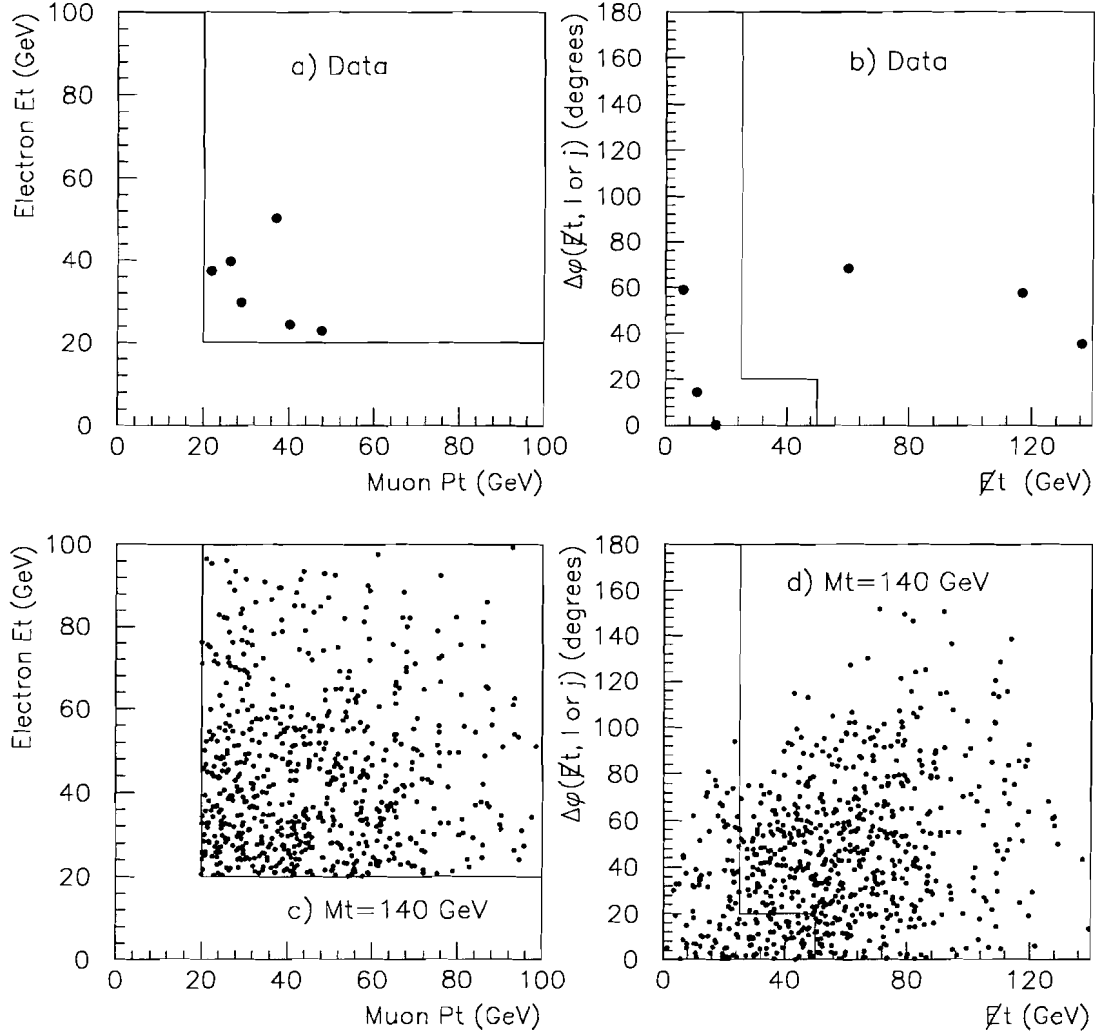 Electron Et (GeV)
100
80
60
40
20
0
a) Data
0 20 40 60 80 100
Muon Pt (GeV)
Δφ(E̸t, l or j) (degrees)
180
160
140
120
100
80
60
40
20
0
b) Data
0 40 80 120
E̸t (GeV)
Electron Et (GeV)
100
80
60
40
20
0
c) Mt=140 GeV
0 20 40 60 80 100
Muon Pt (GeV)
Δφ(E̸t, l or j) (degrees)
180
160
140
120
100
80
60
40
20
0
d) Mt=140 GeV
0 40 80 120
E̸t (GeV)